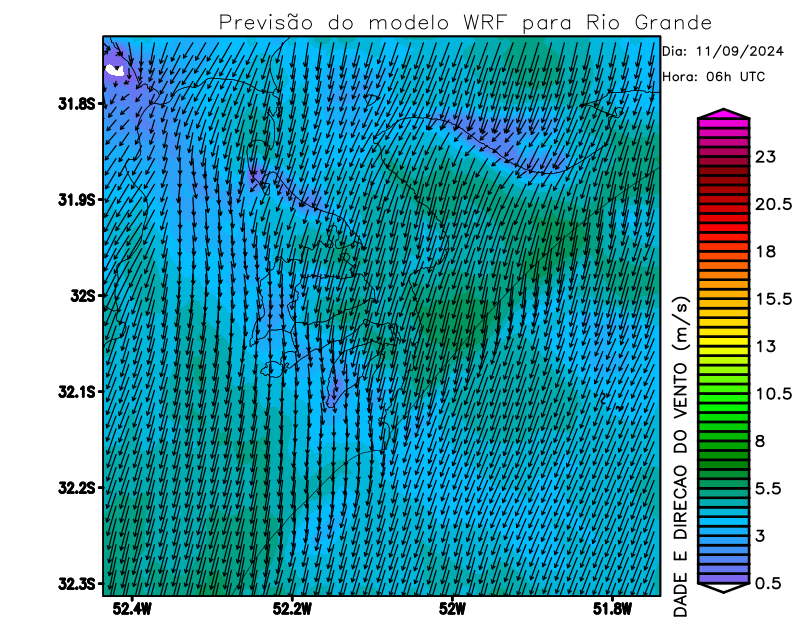 Previsão do modelo WRF para Rio Grande
Dia: 11/09/2024
Hora: 06h UTC
31.8S
31.9S
32S
32.1S
32.2S
32.3S
52.4W
52.2W
52W
51.8W
23
20.5
18
15.5
13
10.5
8
5.5
3
0.5
DADE E DIRECAO DO VENTO (m/s)